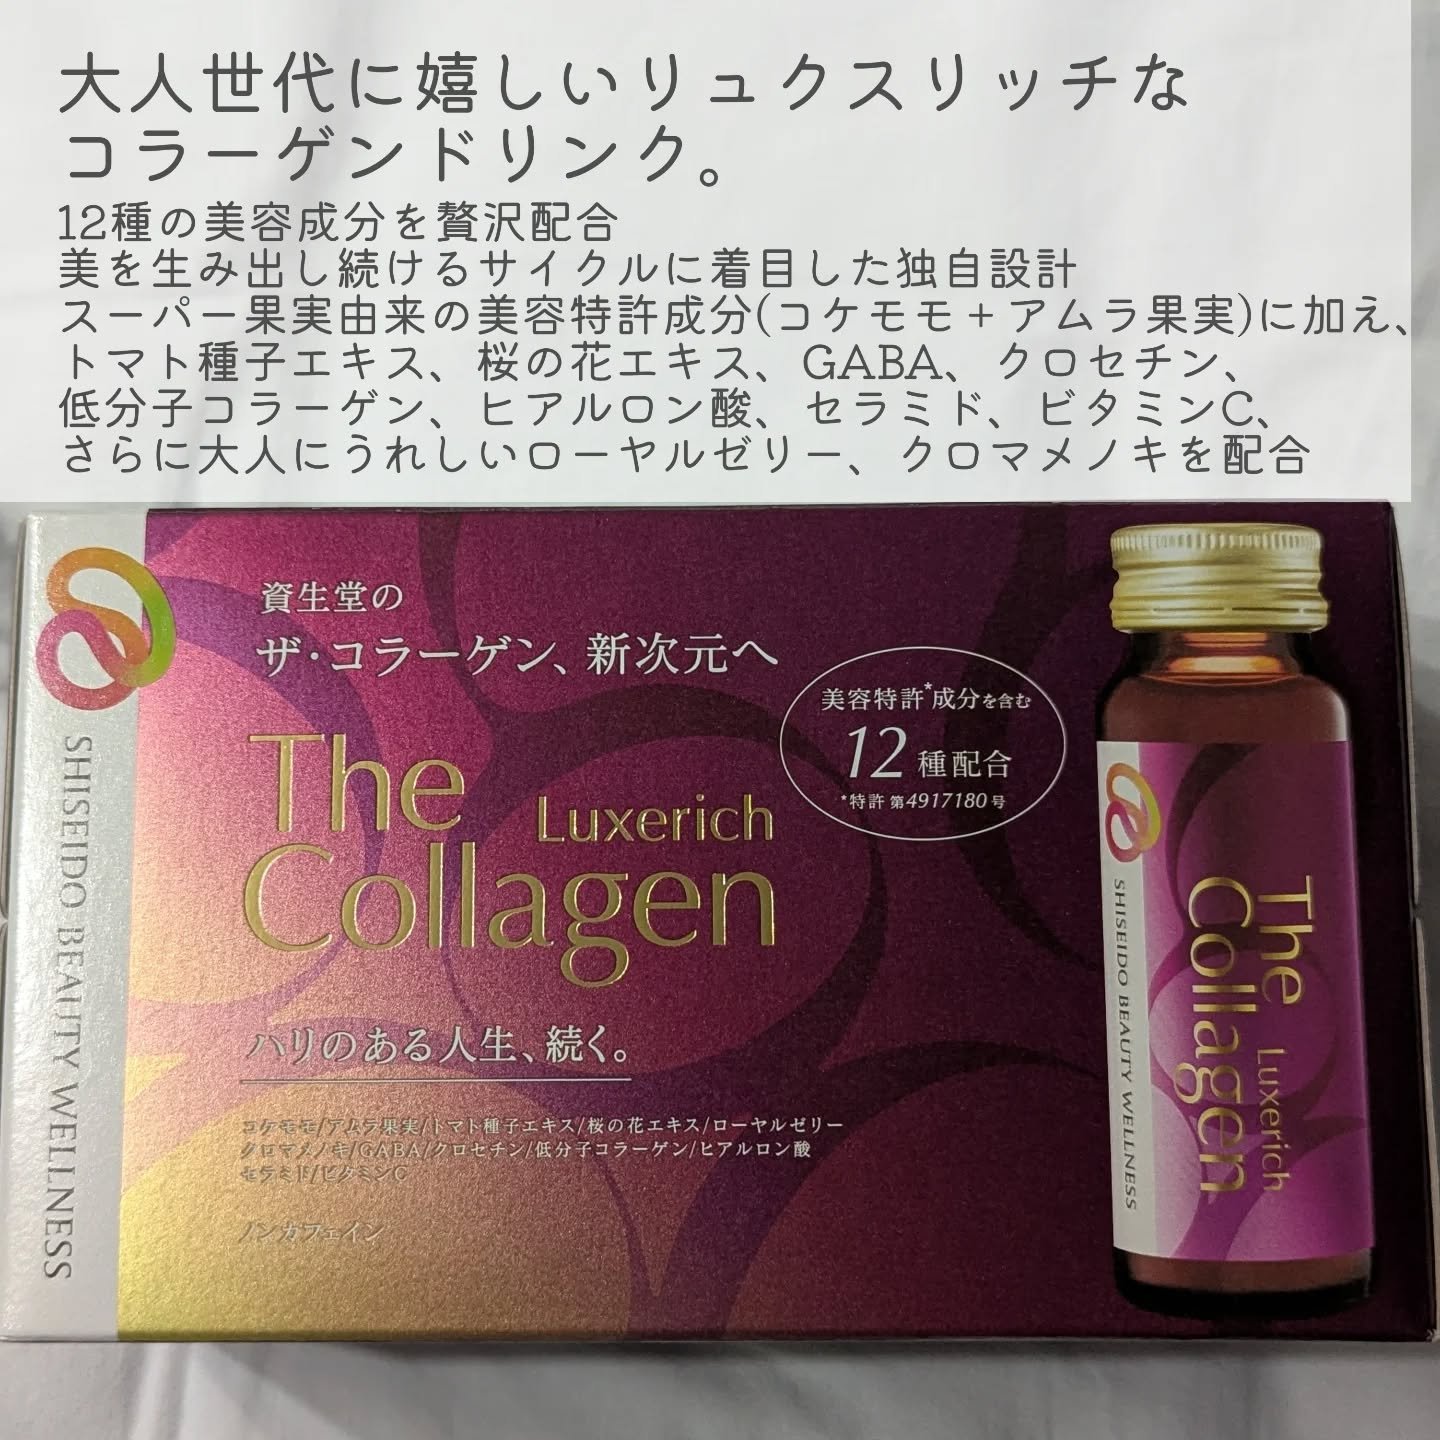 大人世代に嬉しいリュクスリッチな
コラーゲンドリンク。
12種の美容成分を贅沢配合
美を生み出し続けるサイクルに着目した独自設計
スーパー果実由来の美容特許成分(コケモモ+アムラ果実)に加え、
トマト種子エキス、桜の花エキス、GABA、クロセチン、
低分子コラーゲン、ヒアルロン酸、セラミド、ビタミンC、
さらに大人にうれしいローヤルゼリー、クロマメノキを配合
SHISEIDO BEAUTY WELLNESS
資生堂の
ザ・コラーゲン、新次元へ
The
Luxerich
Collagen
ハリのある人生、続く。
コケモモ/アムラ果実/トマト種子エキス/桜の花エキス/ローヤルゼリー
クロマメノキ/GABA/クロセチン/低分子コラーゲン/ヒアルロン酸
セラミド/ビタミンC
ノンカフェイン
美容特許*成分を含む
12種配合
*特許 第4917180号
The
Collagen
Luxerich
SHISEIDO BEAUTY WELLNESS